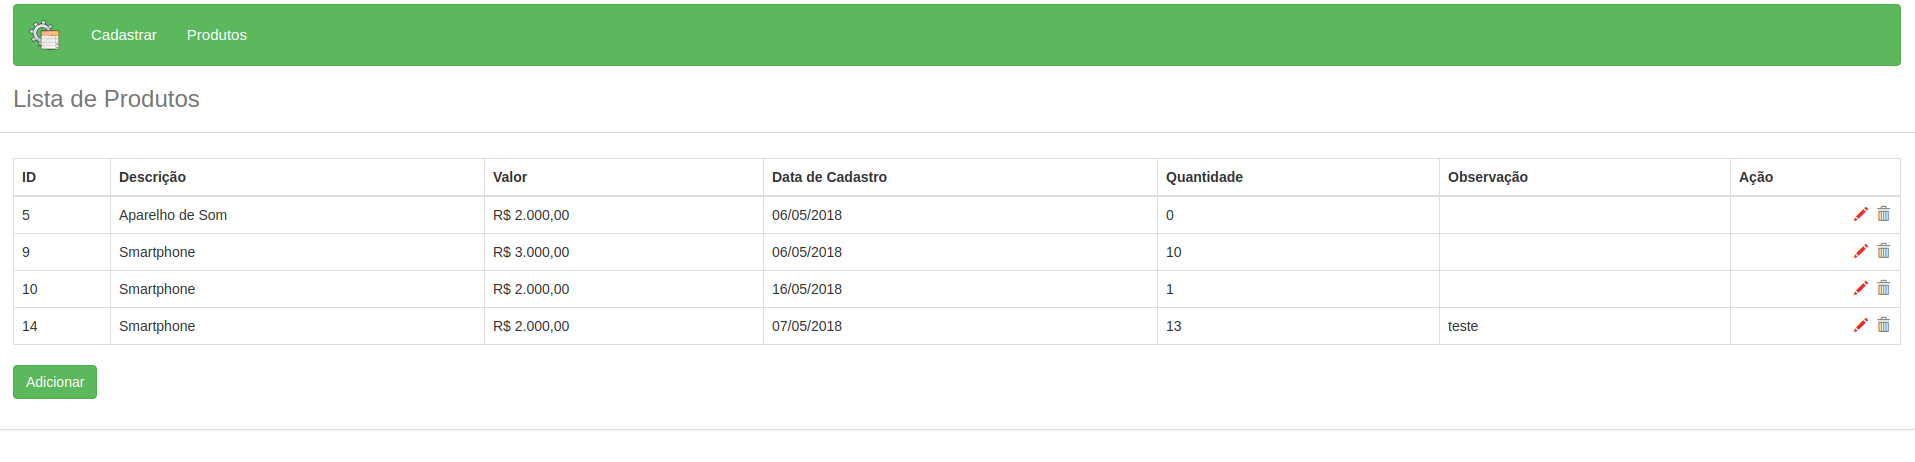 Cadastrar Produtos
Lista de Produtos
ID Descrição Valor Data de Cadastro Quantidade Observação Ação
5 Aparelho de Som R$ 2.000,00 06/05/2018 0
9 Smartphone R$ 3.000,00 06/05/2018 10
10 Smartphone R$ 2.000,00 16/05/2018 1
14 Smartphone R$ 2.000,00 07/05/2018 13 teste
Adicionar